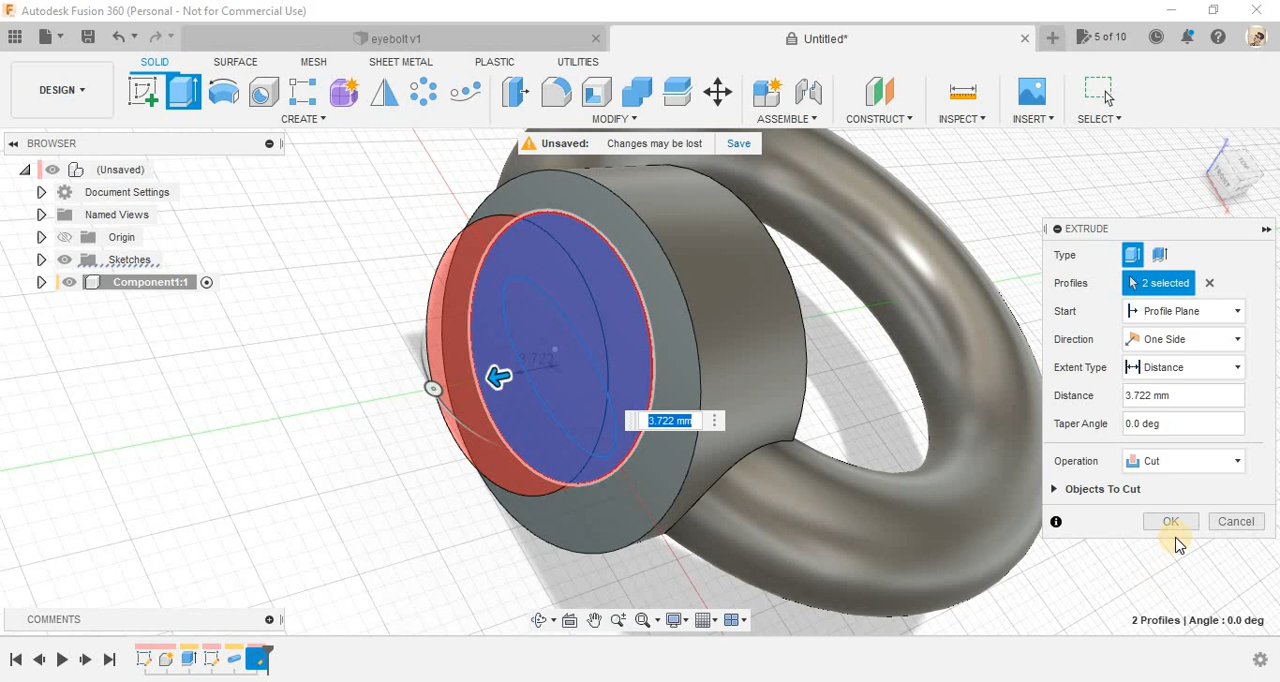 Autodesk Fusion 360 (Personal - Not for Commercial Use)
eyebolt v1
Untitled*
5 of 10
SOLID SURFACE MESH SHEET METAL PLASTIC UTILITIES
DESIGN
CREATE MODIFY ASSEMBLE CONSTRUCT INSPECT INSERT SELECT
BROWSER
Unsaved: Changes may be lost Save
(Unsaved)
Document Settings
Named Views
Origin
Sketches
Component1:1
TOP
FRONT
EXTRUDE
Type
Profiles 2 selected
Start Profile Plane
Direction One Side
Extent Type Distance
Distance 3.722 mm
Taper Angle 0.0 deg
Operation Cut
Objects To Cut
OK Cancel
3.722
3.722 mm
COMMENTS
2 Profiles | Angle : 0.0 deg